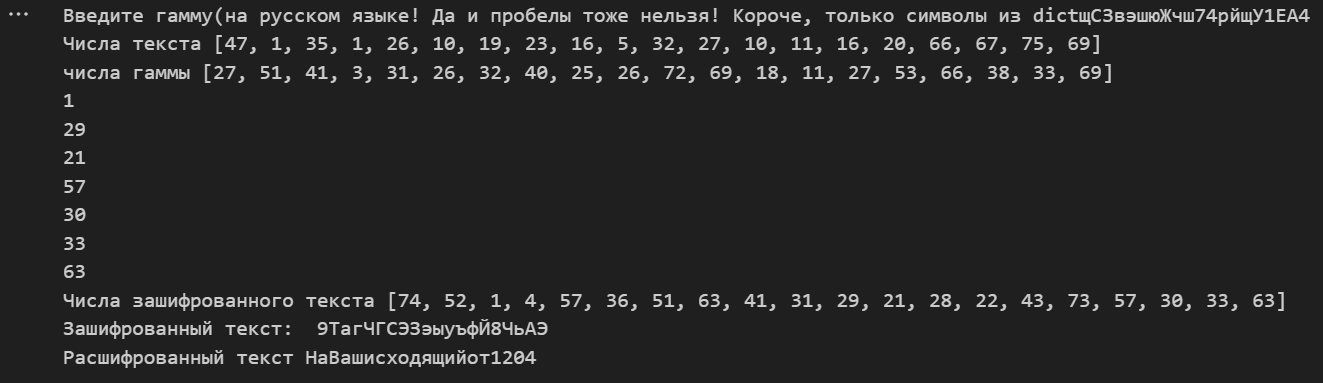 ... Введите гамму(на русском языке! Да и пробелы тоже нельзя! Короче, только символы из dictщСЗвэшюЖчш74рйщУ1ЕА4
Числа текста [47, 1, 35, 1, 26, 10, 19, 23, 16, 5, 32, 27, 10, 11, 16, 20, 66, 67, 75, 69]
числа гаммы [27, 51, 41, 3, 31, 26, 32, 40, 25, 26, 72, 69, 18, 11, 27, 53, 66, 38, 33, 69]
1
29
21
57
30
33
63
Числа зашифрованного текста [74, 52, 1, 4, 57, 36, 51, 63, 41, 31, 29, 21, 28, 22, 43, 73, 57, 30, 33, 63]
Зашифрованный текст:  9ТагЧГСЭЗэыуъфЙ8ЧьАЭ
Расшифрованный текст НаВашисходящийот1204